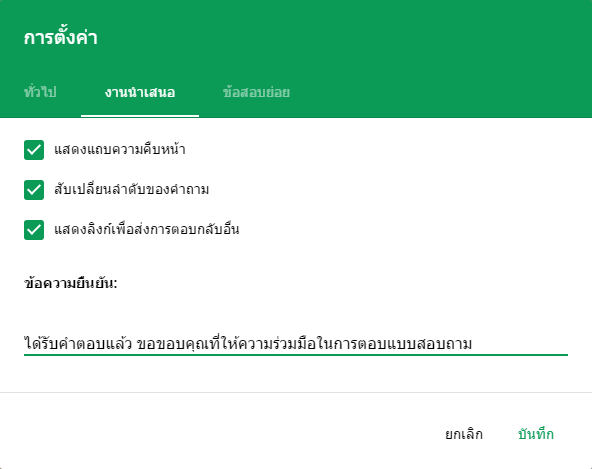 การตั้งค่า
ทั่วไป งานนำเสนอ ข้อสอบย่อย
แสดงแถบความคืบหน้า
สับเปลี่ยนลำดับของคำถาม
แสดงลิงก์เพื่อส่งการตอบกลับอื่น
ข้อความยืนยัน:
ได้รับคำตอบแล้ว ขอขอบคุณที่ให้ความร่วมมือในการตอบแบบสอบถาม
ยกเลิก บันทึก